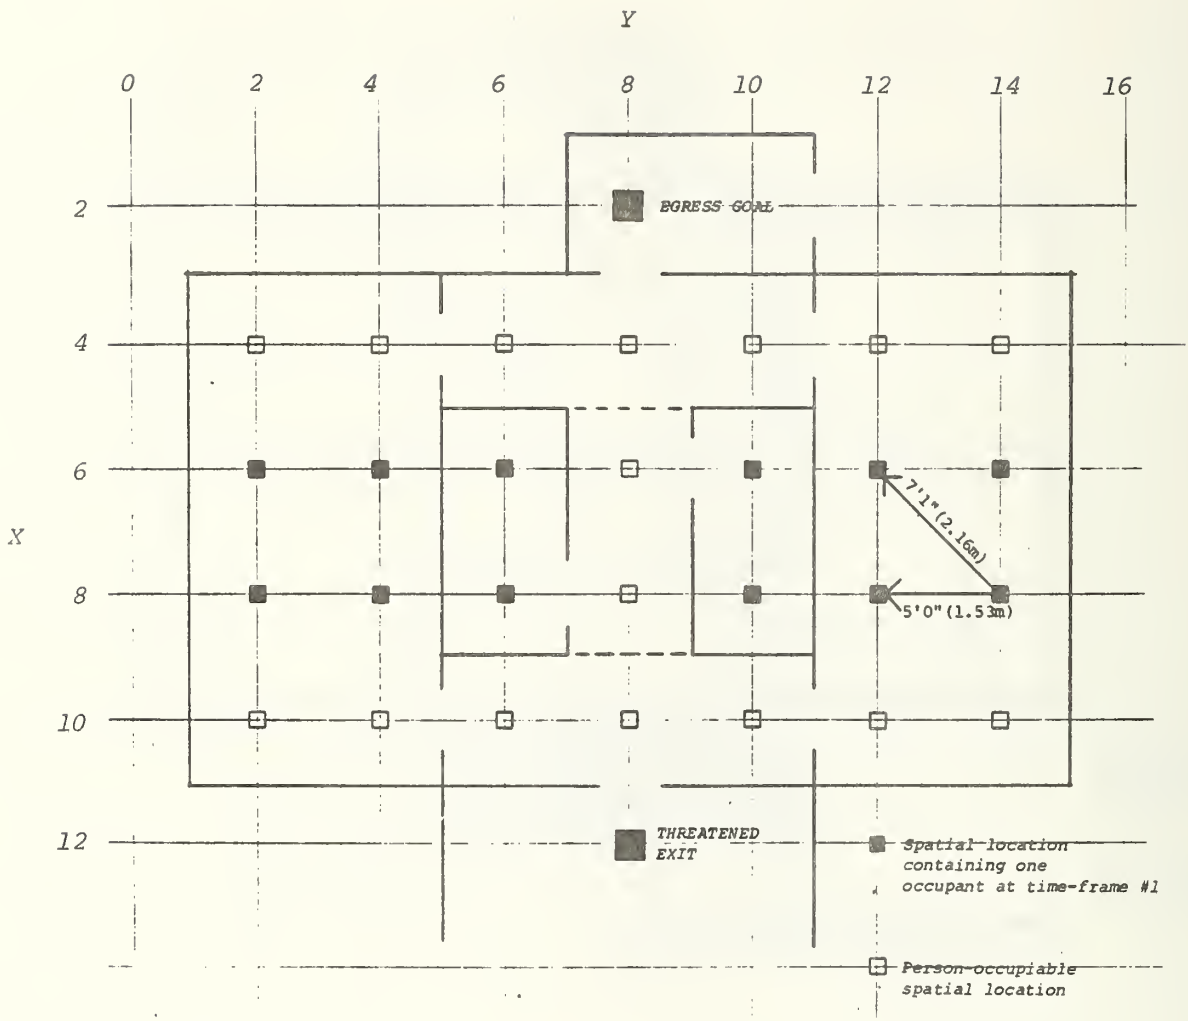 Y
0 2 4 6 8 10 12 14 16
2 EGRESS GOAL
4
6
7'1"(2.16m)
X
8
5'0"(1.53m)
10
12 THREATENED
EXIT
Spatial location
containing one
occupant at time-frame #1
Person-occupiable
spatial location